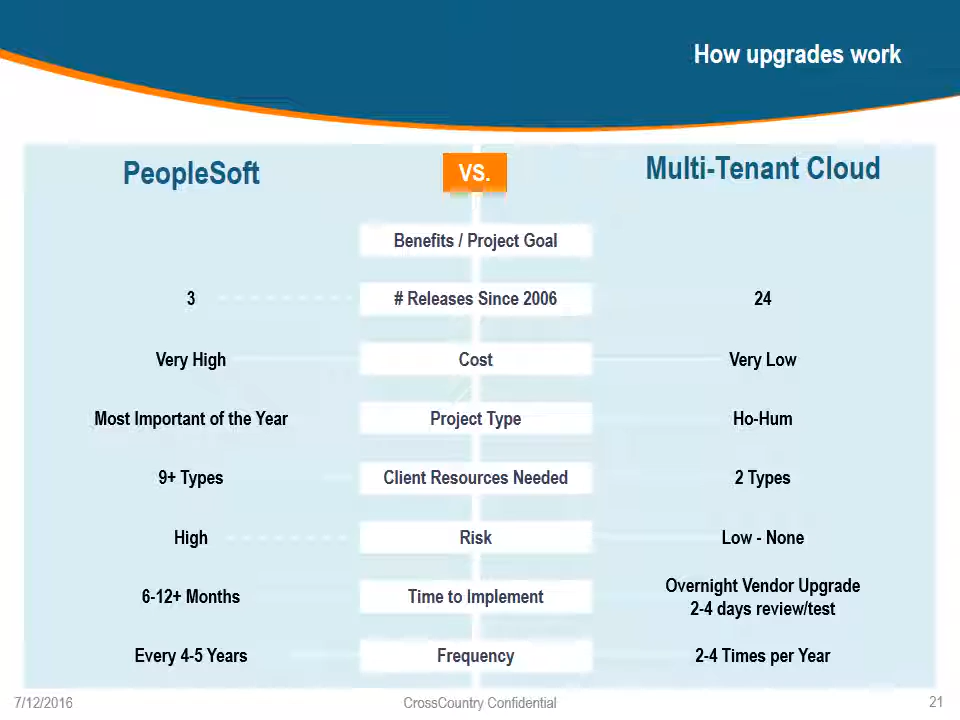 How upgrades work
PeopleSoft VS. Multi-Tenant Cloud
Benefits / Project Goal
3 # Releases Since 2006 24
Very High Cost Very Low
Most Important of the Year Project Type Ho-Hum
9+ Types Client Resources Needed 2 Types
High Risk Low - None
6-12+ Months Time to Implement Overnight Vendor Upgrade
2-4 days review/test
Every 4-5 Years Frequency 2-4 Times per Year
7/12/2016 CrossCountry Confidential 21